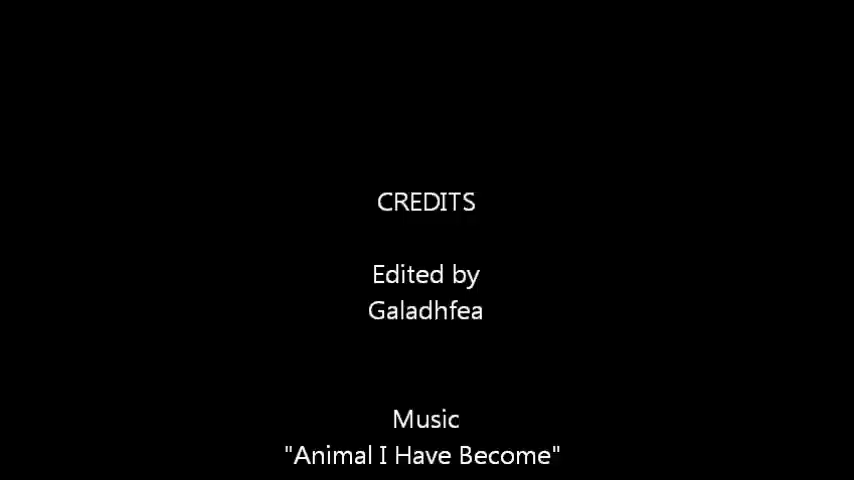 CREDITS
Edited by
Galadhfea
Music
"Animal I Have Become"